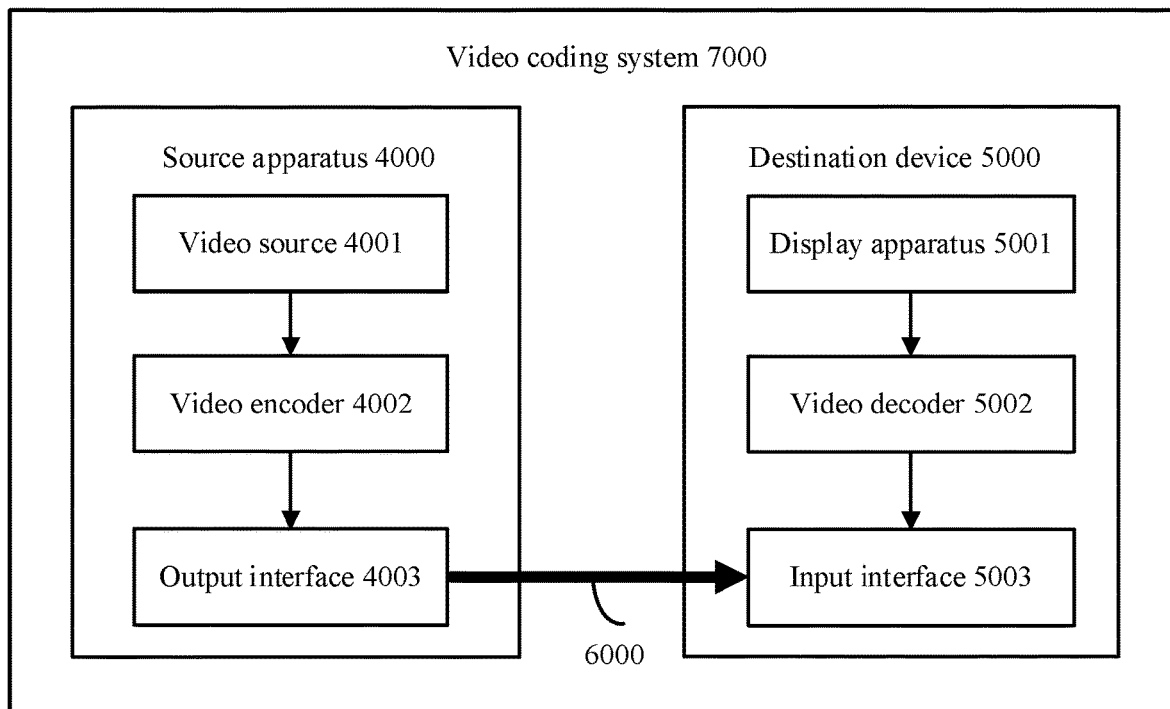 Video coding system 7000
Source apparatus 4000
Video source 4001
Video encoder 4002
Output interface 4003
6000
Destination device 5000
Display apparatus 5001
Video decoder 5002
Input interface 5003